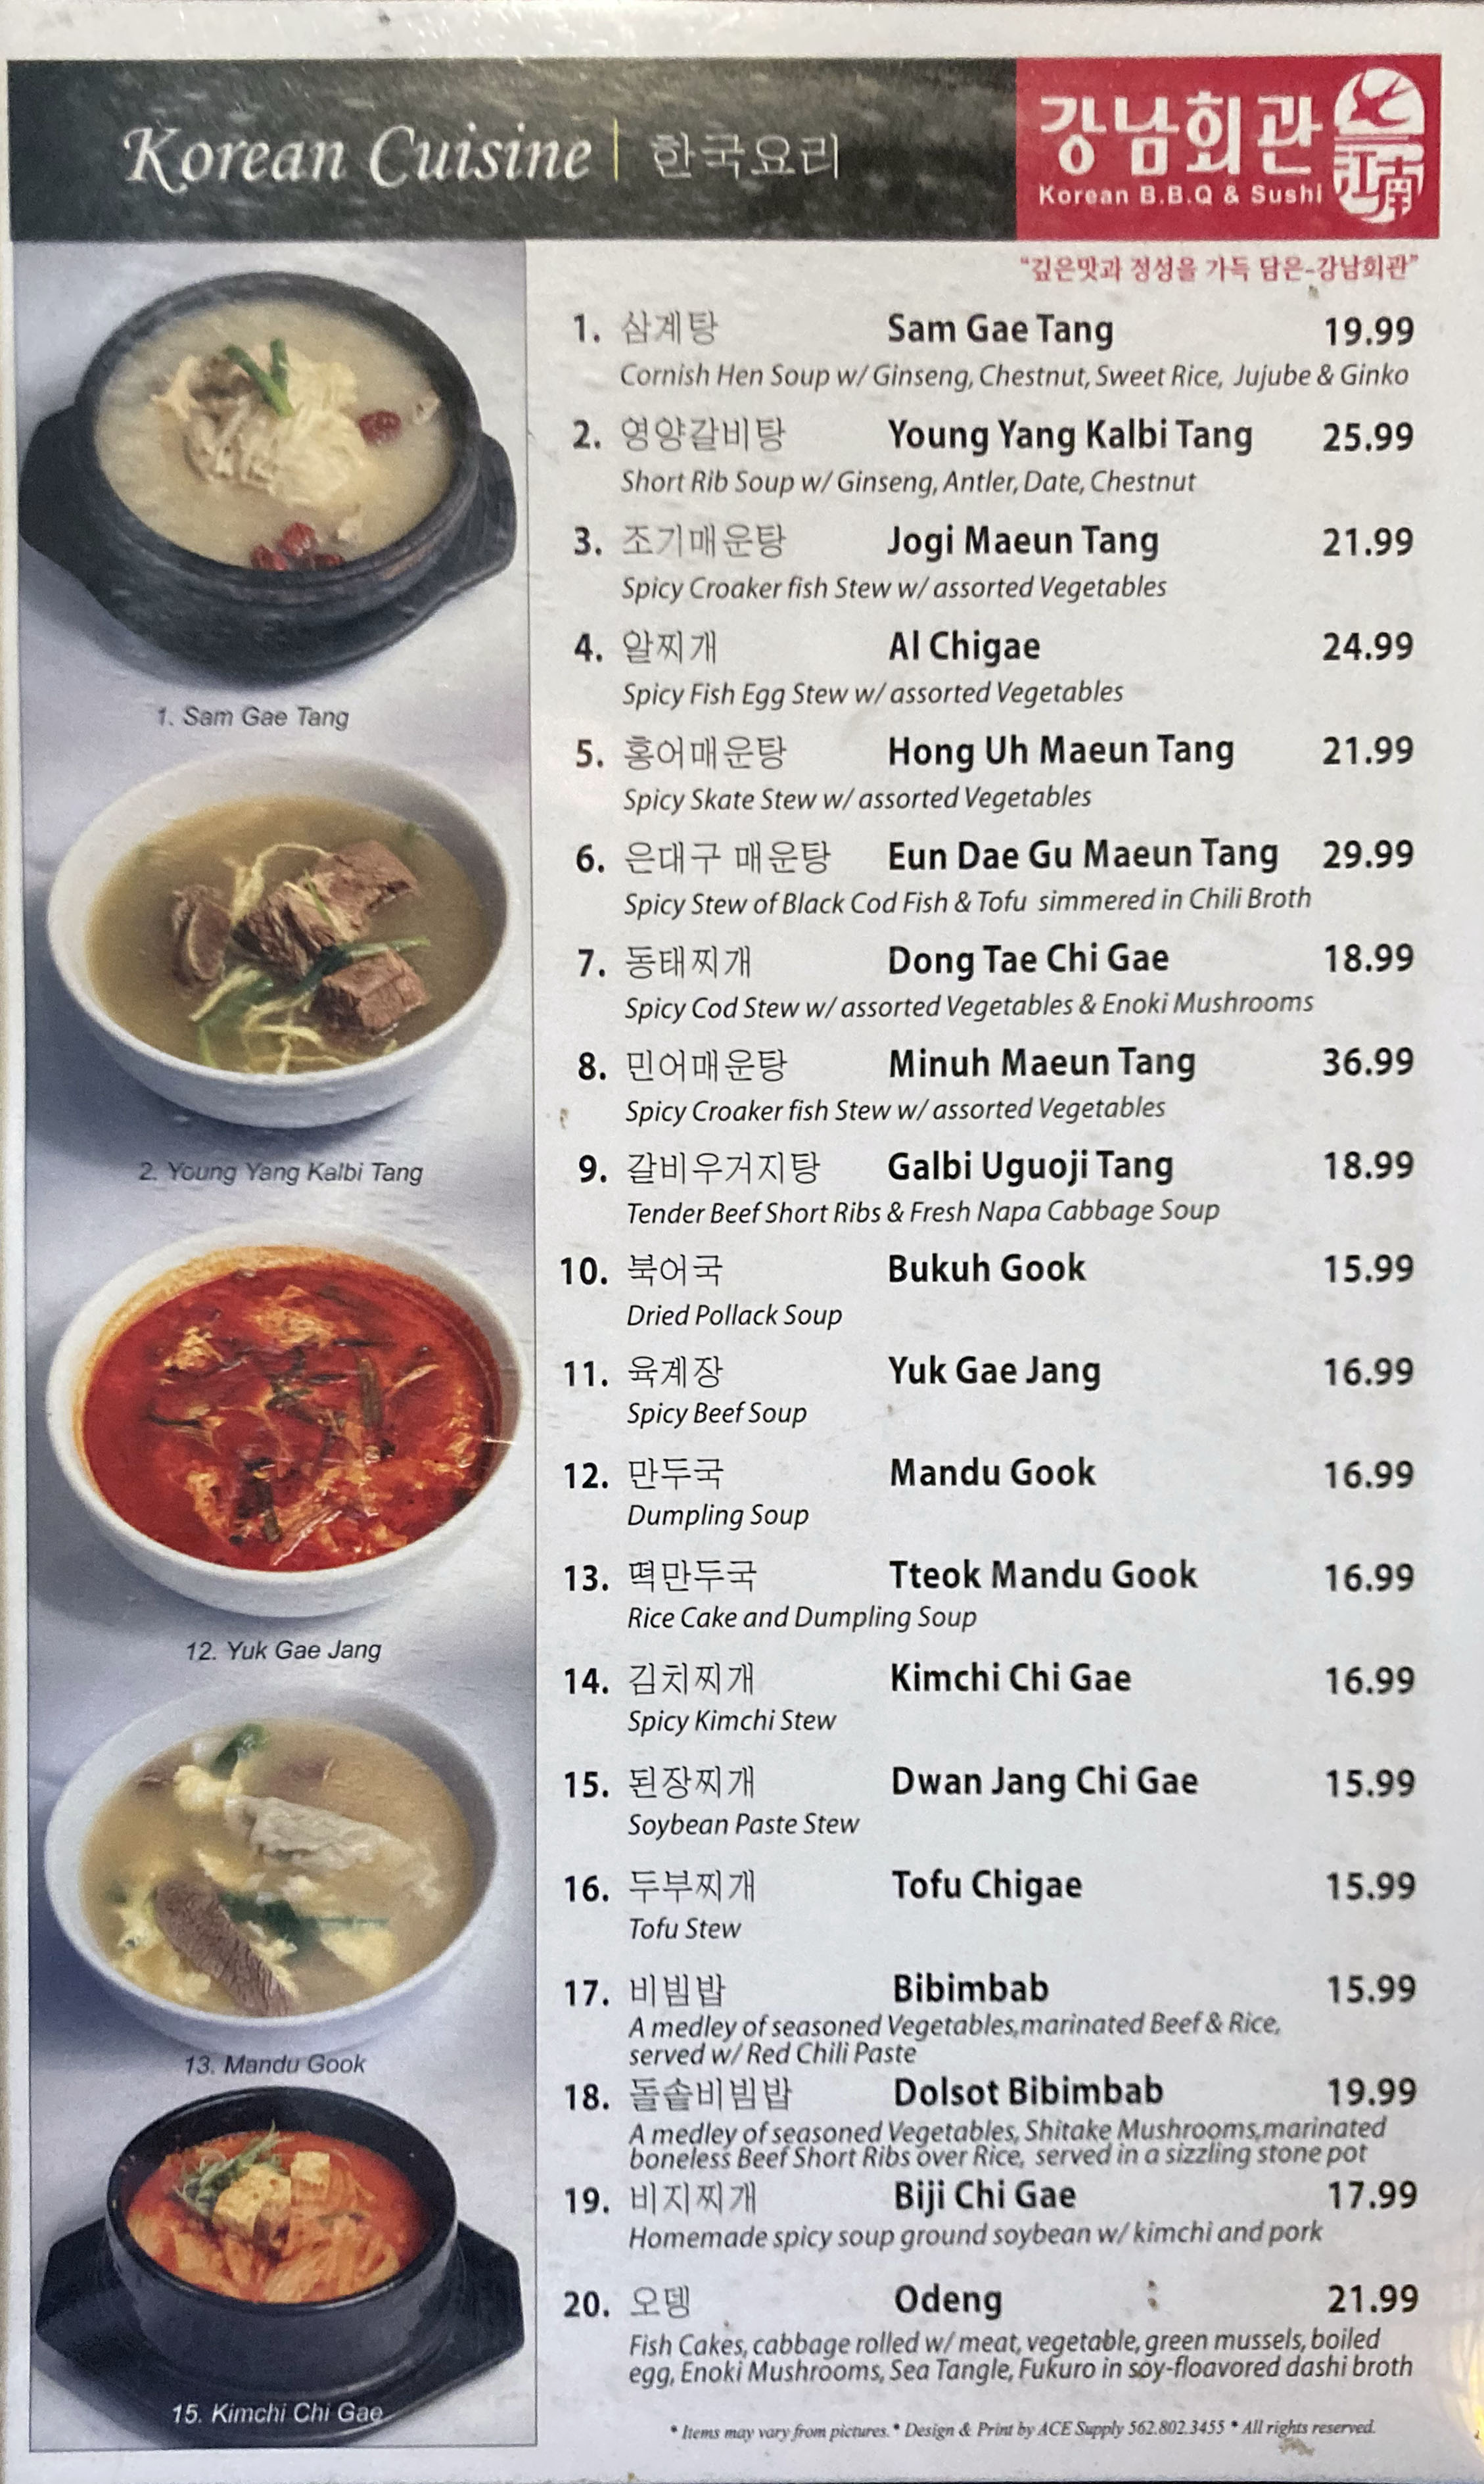 Korean Cuisine | 한국요리
강남회관
Korean B.B.Q & Sushi
江南
“깊은맛과 정성을 가득 담은-강남회관”
1. 삼계탕 Sam Gae Tang 19.99
Cornish Hen Soup w/ Ginseng, Chestnut, Sweet Rice, Jujube & Ginko
2. 영양갈비탕 Young Yang Kalbi Tang 25.99
Short Rib Soup w/ Ginseng, Antler, Date, Chestnut
3. 조기매운탕 Jogi Maeun Tang 21.99
Spicy Croaker fish Stew w/ assorted Vegetables
4. 알찌개 Al Chigae 24.99
Spicy Fish Egg Stew w/ assorted Vegetables
5. 홍어매운탕 Hong Uh Maeun Tang 21.99
Spicy Skate Stew w/ assorted Vegetables
6. 은대구 매운탕 Eun Dae Gu Maeun Tang 29.99
Spicy Stew of Black Cod Fish & Tofu simmered in Chili Broth
7. 동태찌개 Dong Tae Chi Gae 18.99
Spicy Cod Stew w/ assorted Vegetables & Enoki Mushrooms
8. 민어매운탕 Minuh Maeun Tang 36.99
Spicy Croaker fish Stew w/ assorted Vegetables
9. 갈비우거지탕 Galbi Uguoji Tang 18.99
Tender Beef Short Ribs & Fresh Napa Cabbage Soup
10. 북어국 Bukuh Gook 15.99
Dried Pollack Soup
11. 육계장 Yuk Gae Jang 16.99
Spicy Beef Soup
12. 만두국 Mandu Gook 16.99
Dumpling Soup
13. 떡만두국 Tteok Mandu Gook 16.99
Rice Cake and Dumpling Soup
14. 김치찌개 Kimchi Chi Gae 16.99
Spicy Kimchi Stew
15. 된장찌개 Dwan Jang Chi Gae 15.99
Soybean Paste Stew
16. 두부찌개 Tofu Chigae 15.99
Tofu Stew
17. 비빔밥 Bibimbab 15.99
A medley of seasoned Vegetables,marinated Beef & Rice,
served w/ Red Chili Paste
18. 돌솥비빔밥 Dolsot Bibimbab 19.99
A medley of seasoned Vegetables, Shitake Mushrooms,marinated
boneless Beef Short Ribs over Rice, served in a sizzling stone pot
19. 비지찌개 Biji Chi Gae 17.99
Homemade spicy soup ground soybean w/ kimchi and pork
20. 오뎅 Odeng 21.99
Fish Cakes, cabbage rolled w/ meat, vegetable, green mussels, boiled
egg, Enoki Mushrooms, Sea Tangle, Fukuro in soy-floavored dashi broth
* Items may vary from pictures. * Design & Print by ACE Supply 562.802.3455 * All rights reserved.
1. Sam Gae Tang
2. Young Yang Kalbi Tang
12. Yuk Gae Jang
13. Mandu Gook
15. Kimchi Chi Gae